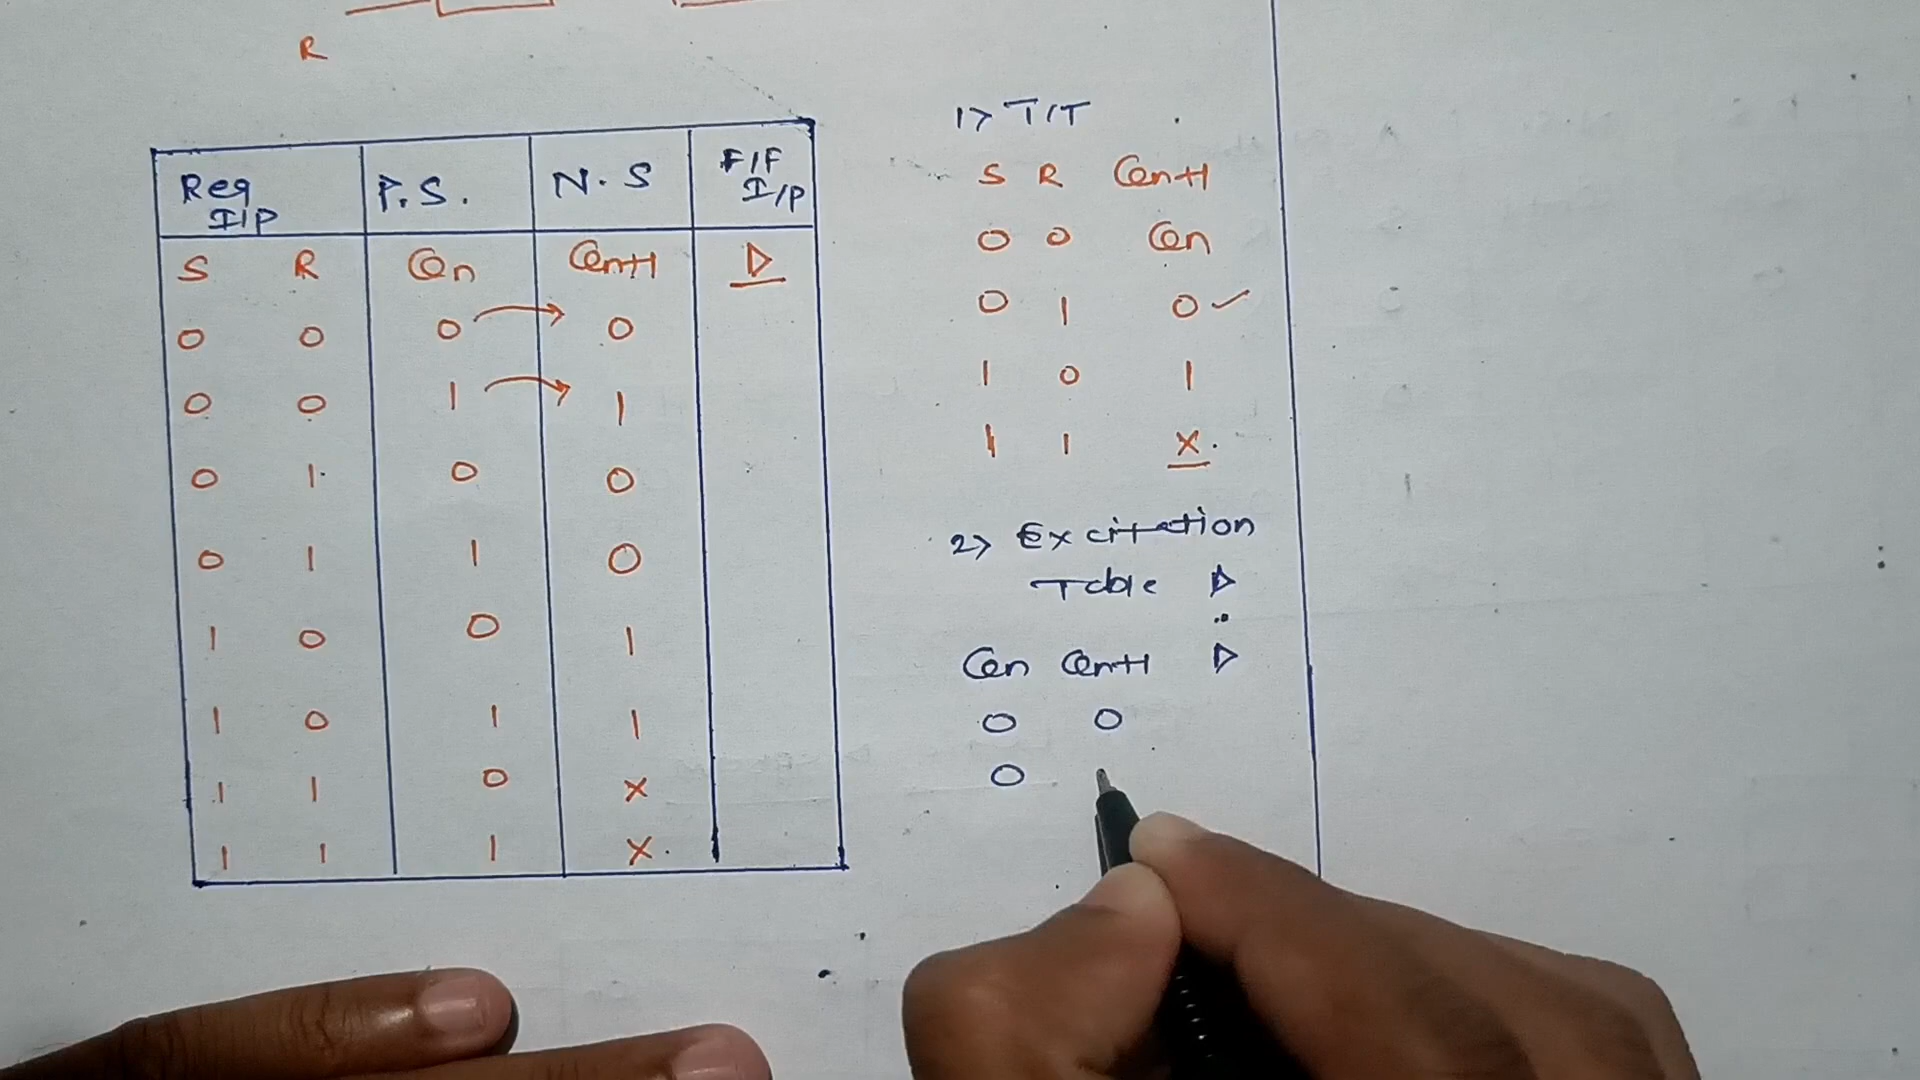 R
Req I/P P.S. N.S F/F I/P
S R Qn Qn+1 D
0 0 0 0
0 0 1 1
0 1 0 0
0 1 1 0
1 0 0 1
1 0 1 1
1 1 0 X
1 1 1 X.
1> T/T
S R Qn+1
0 0 Qn
0 1 0 ✓
1 0 1
1 1 X.
2> Excitation
Table D
Qn Qn+1 D
0 0
0